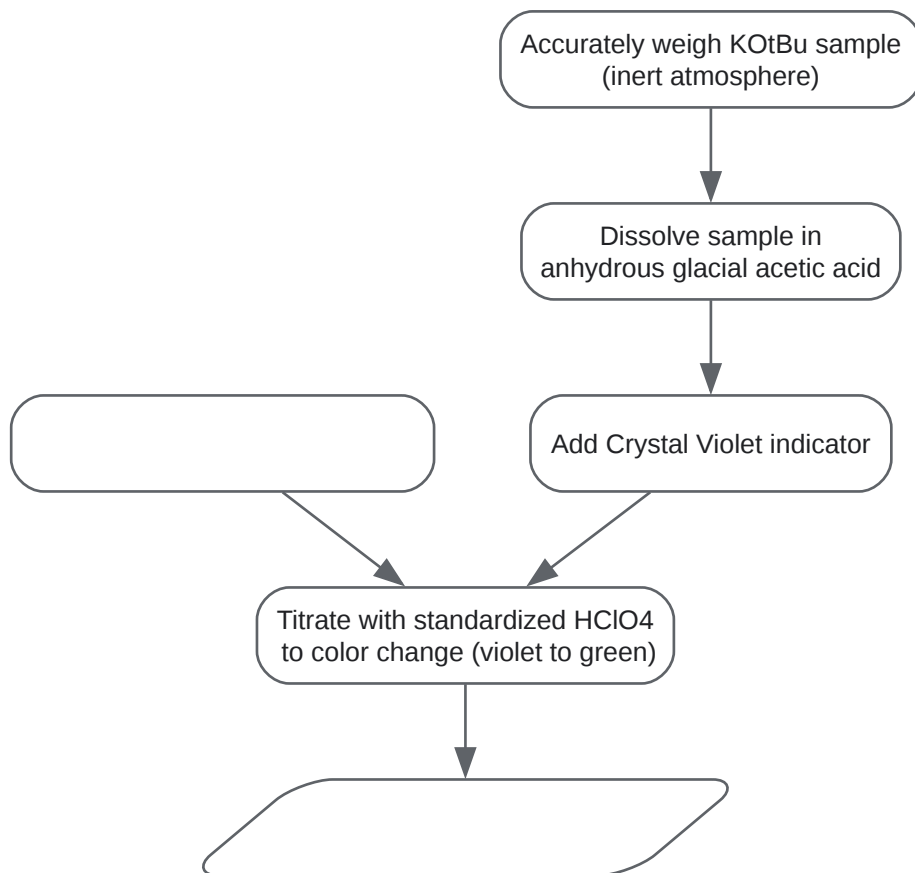 Accurately weigh KOtBu sample
(inert atmosphere)
Dissolve sample in
anhydrous glacial acetic acid
Add Crystal Violet indicator
Titrate with standardized HClO4
to color change (violet to green)